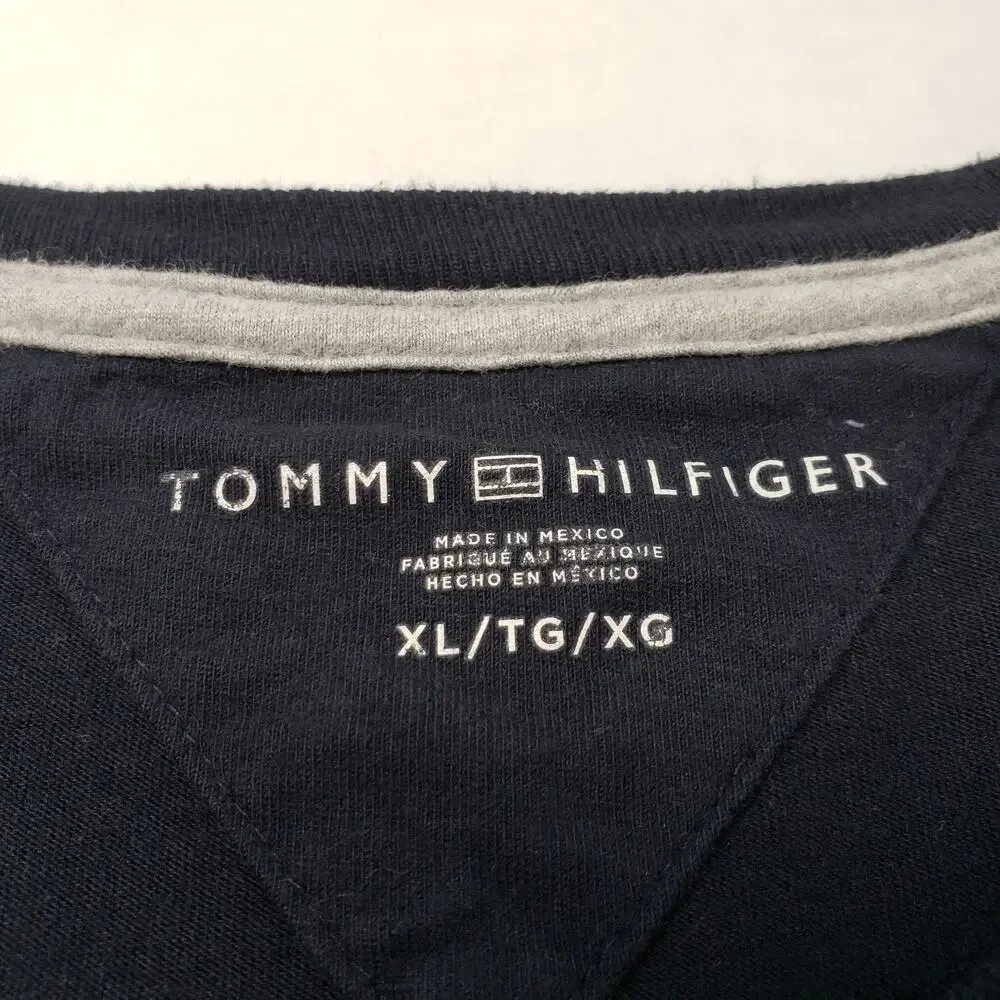 TOMMY HILFIGER
MADE IN MEXICO
FABRIQUÉ AU MEXIQUE
HECHO EN MÉXICO
XL/TG/XG